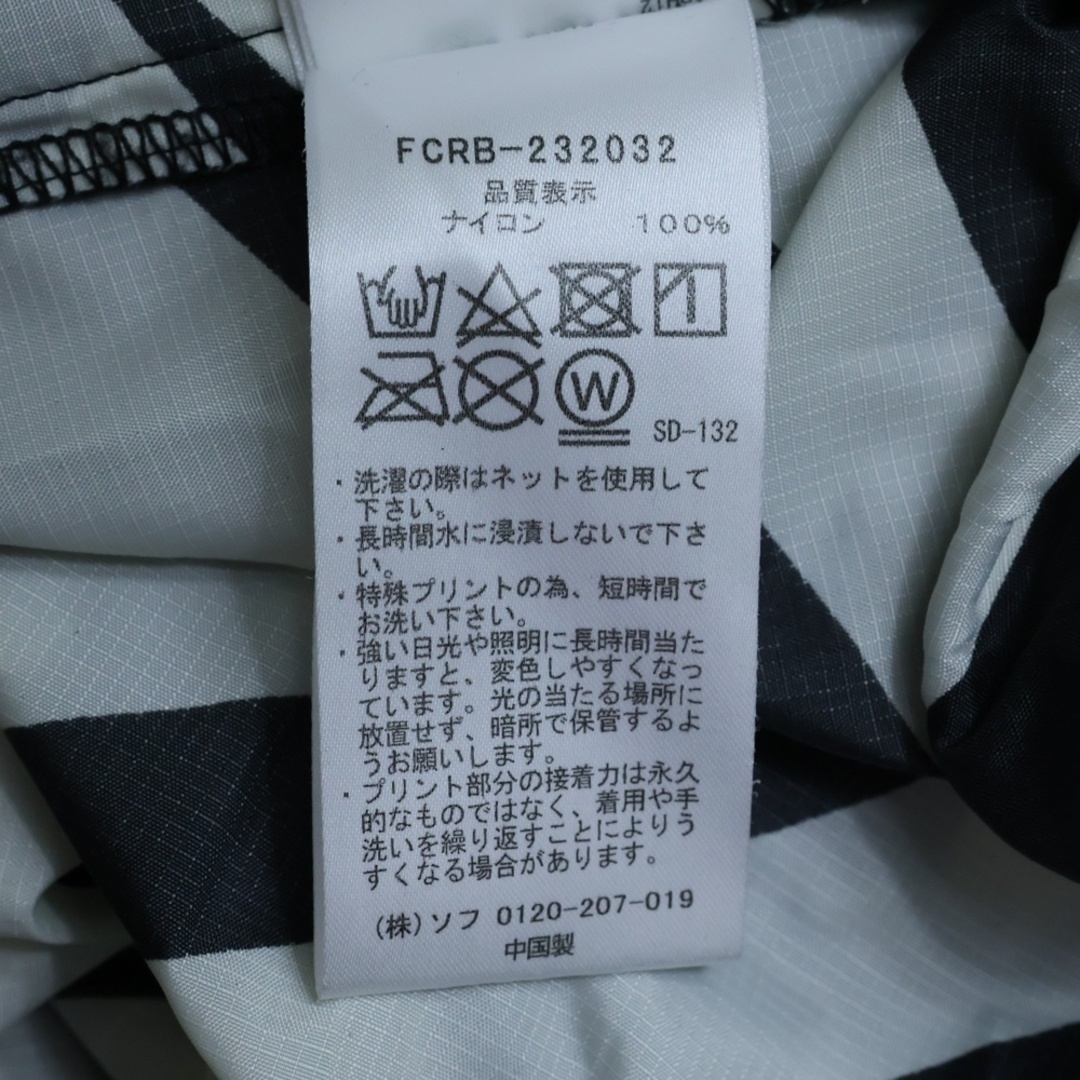 FCRB-232032
品質表示
ナイロン 100%
W
SD-132
・洗濯の際はネットを使用して
下さい。
・長時間水に浸漬しないで下さ
い。
・特殊プリントの為、短時間で
お洗い下さい。
・強い日光や照明に長時間当た
りますと、変色しやすくなっ
ています。光の当たる場所に
放置せず、暗所で保管するよ
うお願いします。
・プリント部分の接着力は永久
的なものではなく、着用や手
洗いを繰り返すことによりう
すくなる場合があります。
(株)ソフ 0120-207-019
中国製